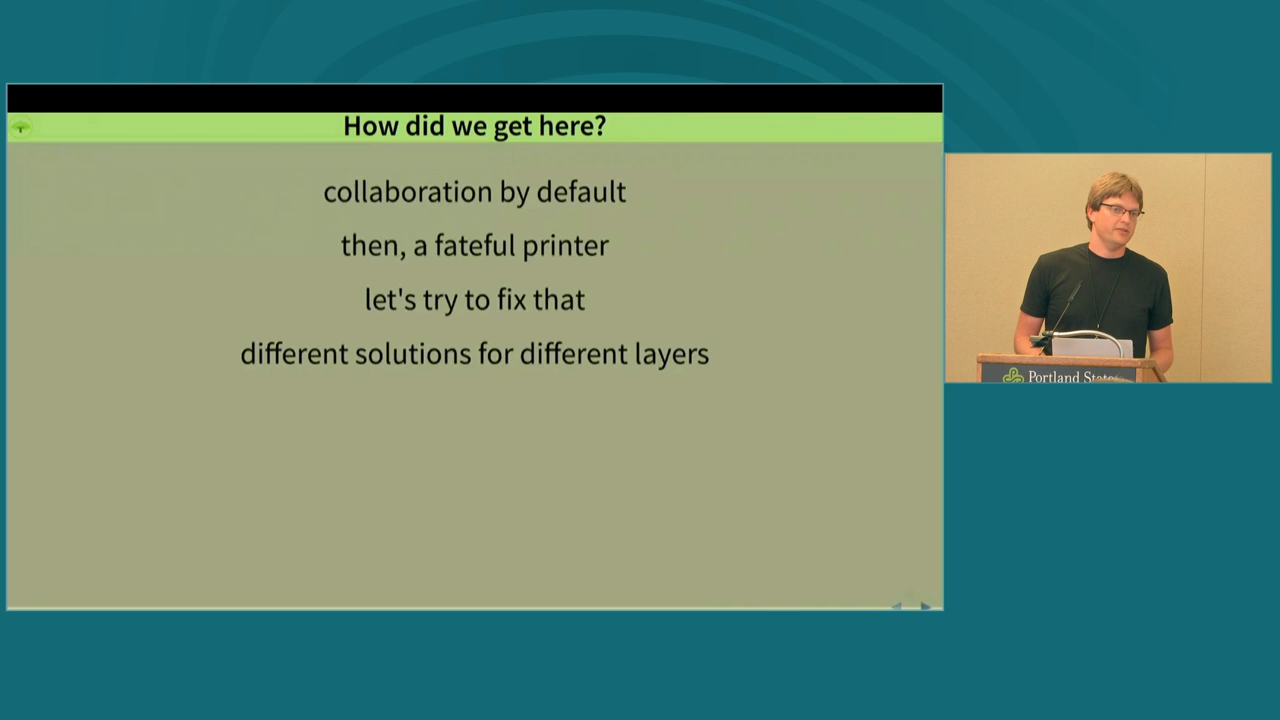 How did we get here?
collaboration by default
then, a fateful printer
let's try to fix that
different solutions for different layers
Portland State